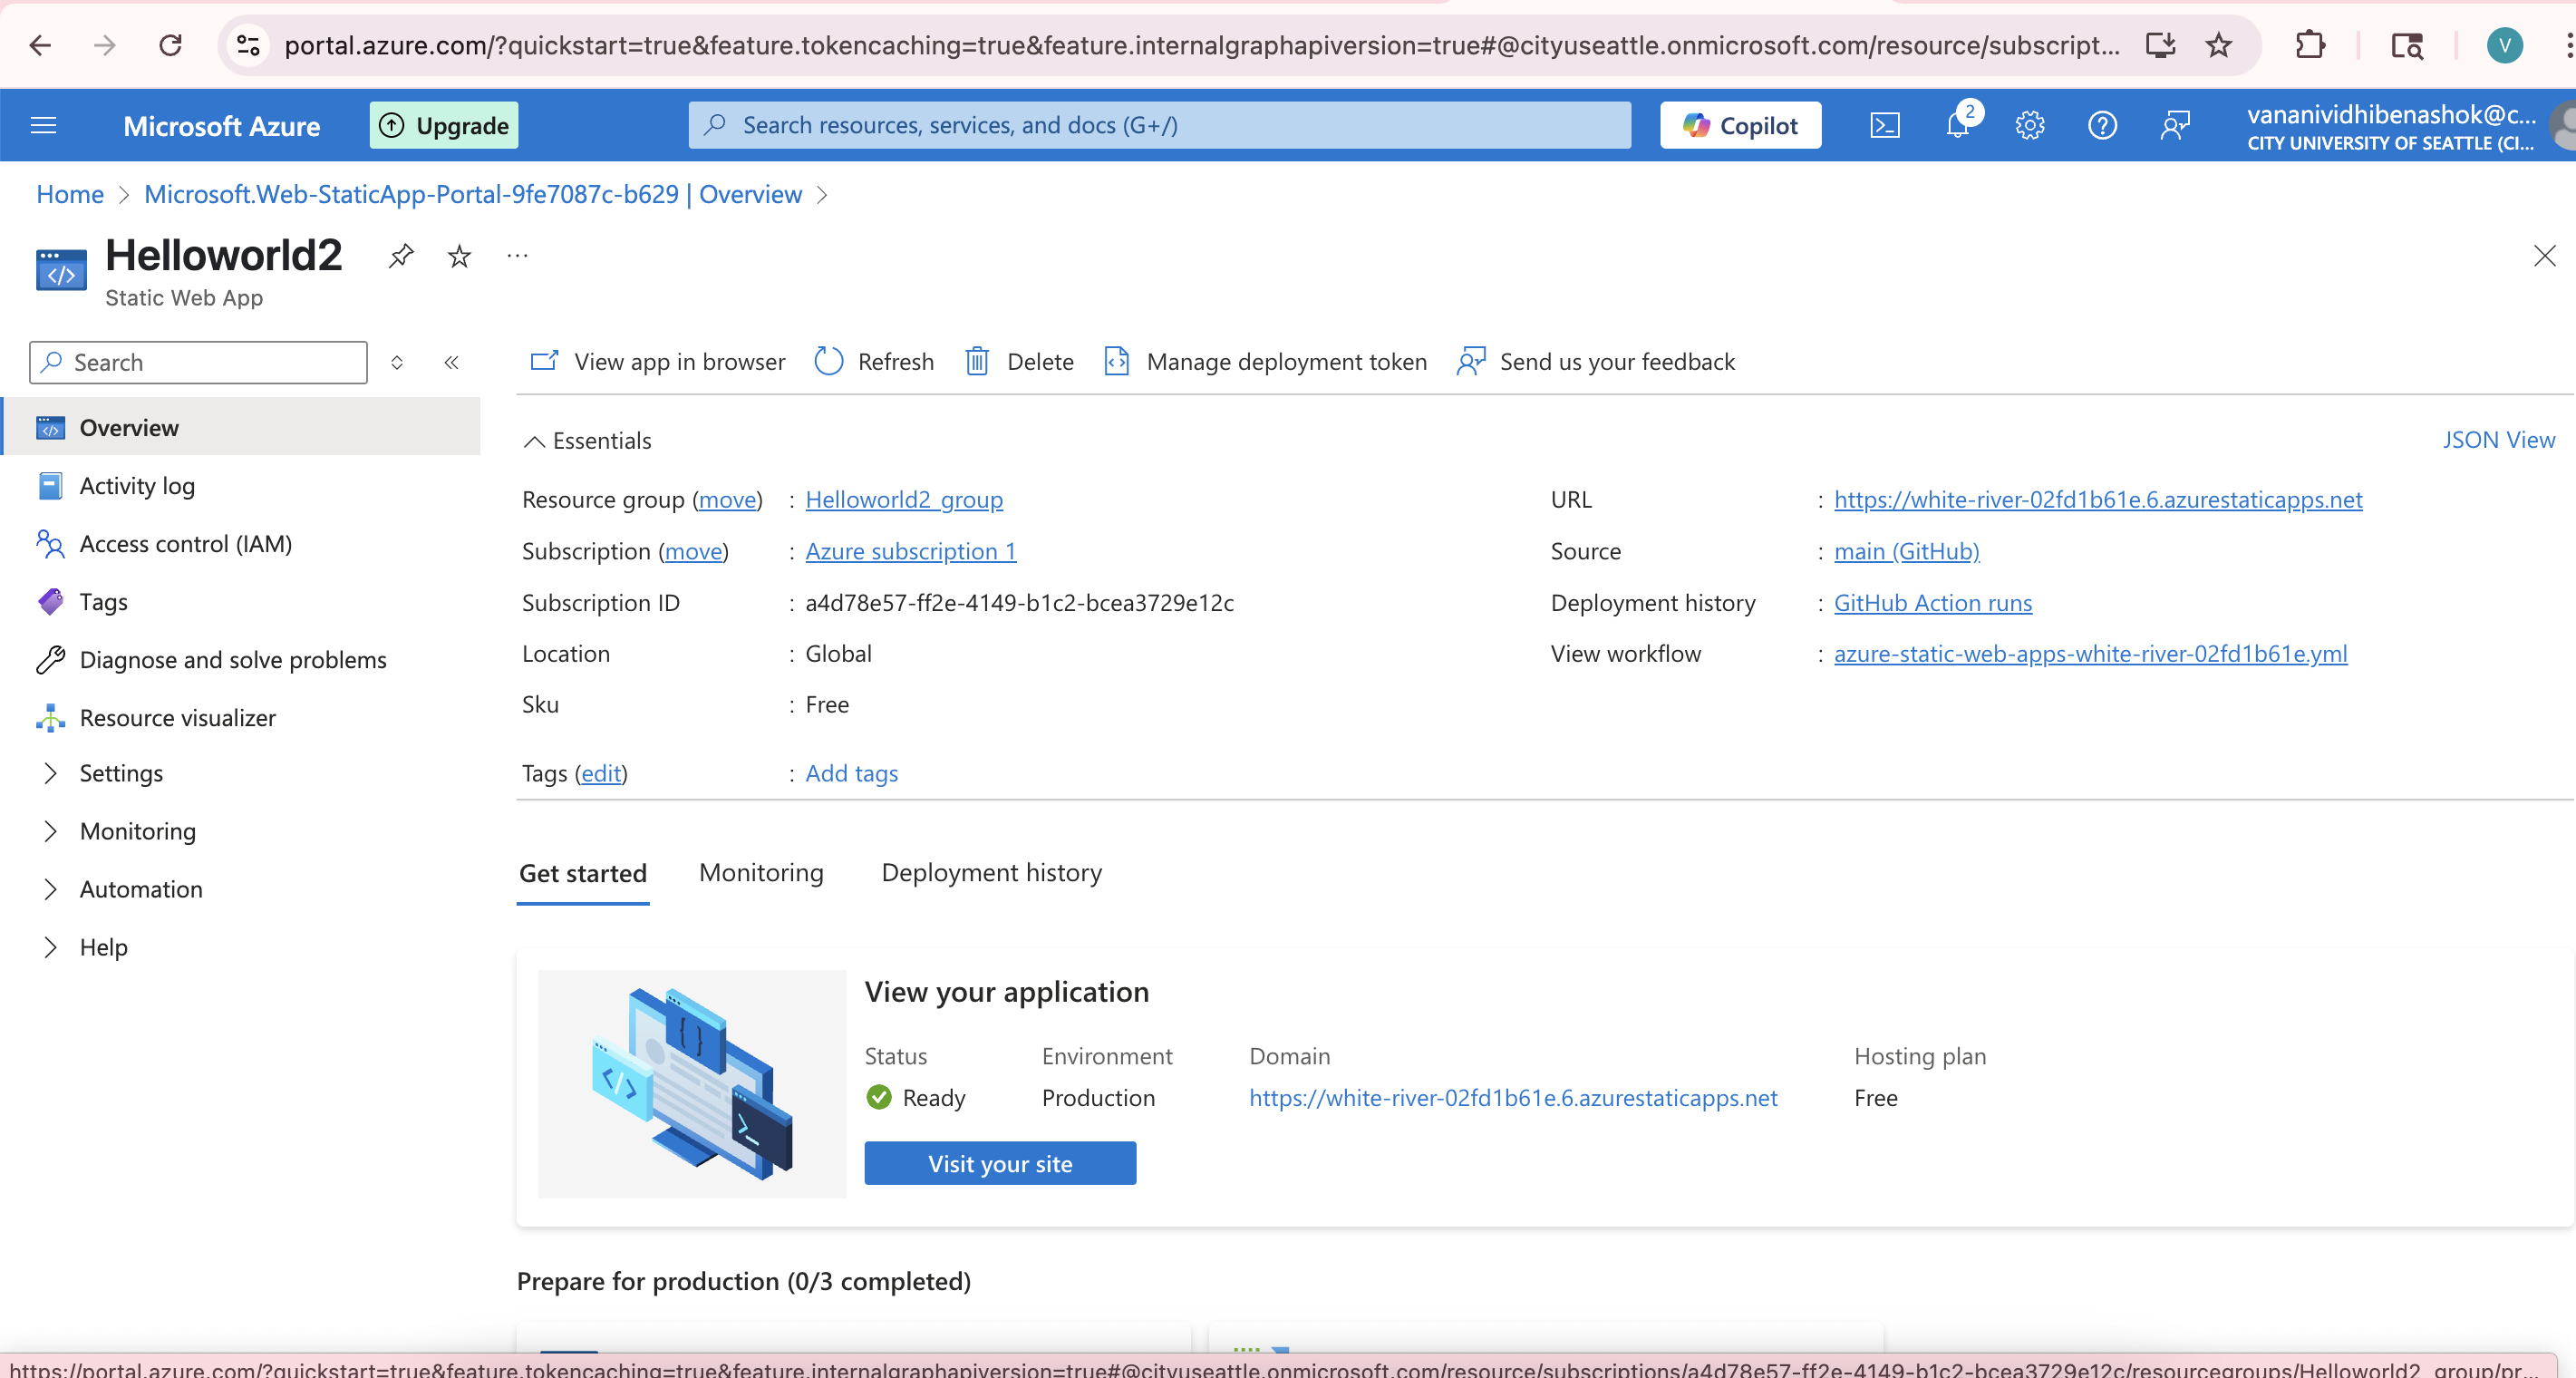 portal.azure.com/?quickstart=true&feature.tokencaching=true&feature.internalgraphapiversion=true#@cityuseattle.onmicrosoft.com/resource/subscript...
V
Microsoft Azure
Upgrade
Search resources, services, and docs (G+/)
Copilot
2
vananividhibenashok@c...
CITY UNIVERSITY OF SEATTLE (CI...
Home > Microsoft.Web-StaticApp-Portal-9fe7087c-b629 | Overview >
Helloworld2
Static Web App
Search
Overview
Activity log
Access control (IAM)
Tags
Diagnose and solve problems
Resource visualizer
Settings
Monitoring
Automation
Help
View app in browser Refresh Delete Manage deployment token Send us your feedback
Essentials
JSON View
Resource group (move) : Helloworld2_group
Subscription (move) : Azure subscription 1
Subscription ID : a4d78e57-ff2e-4149-b1c2-bcea3729e12c
Location : Global
Sku : Free
Tags (edit) : Add tags
URL : https://white-river-02fd1b61e.6.azurestaticapps.net
Source : main (GitHub)
Deployment history : GitHub Action runs
View workflow : azure-static-web-apps-white-river-02fd1b61e.yml
Get started Monitoring Deployment history
View your application
Status Environment Domain Hosting plan
Ready Production https://white-river-02fd1b61e.6.azurestaticapps.net Free
Visit your site
Prepare for production (0/3 completed)
https://portal.azure.com/?quickstart=true&feature.tokencaching=true&feature.internalgraphapiversion=true#@cityuseattle.onmicrosoft.com/resource/subscriptions/a4d78e57-ff2e-4149-b1c2-bcea3729e12c/resourcegroups/Helloworld2_group/pr...